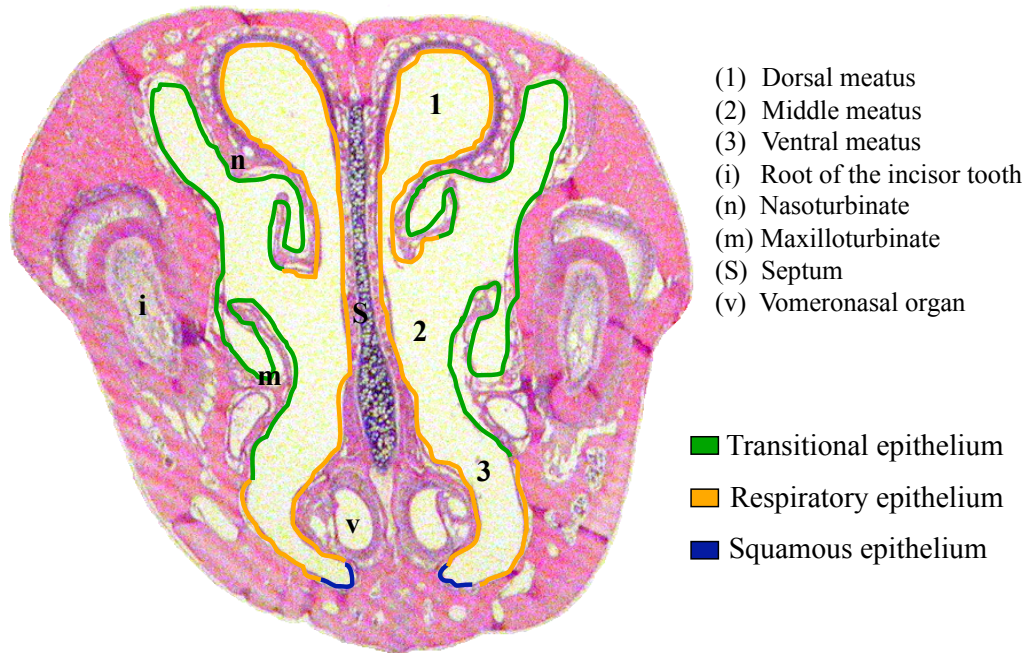 1
(1) Dorsal meatus
(2) Middle meatus
(3) Ventral meatus
n
(i) Root of the incisor tooth
(n) Nasoturbinate
(m) Maxilloturbinate
(S) Septum
i
(v) Vomeronasal organ
S
2
m
Transitional epithelium
3
Respiratory epithelium
v
Squamous epithelium